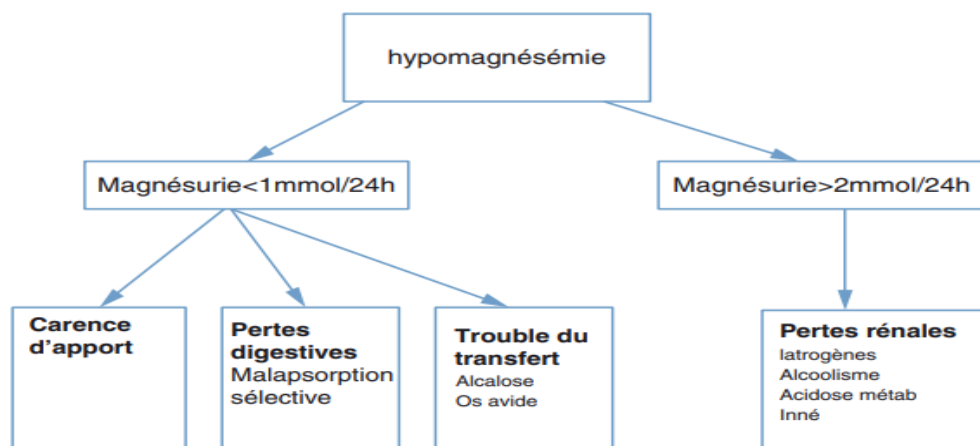 hypomagnésémie
Magnésurie<1mmol/24h
Magnésurie>2mmol/24h
Carence
d'apport
Pertes
digestives
Malapsorption
sélective
Trouble du
transfert
Alcalose
Os avide
Pertes rénales
Iatrogènes
Alcoolisme
Acidose métab
Inné